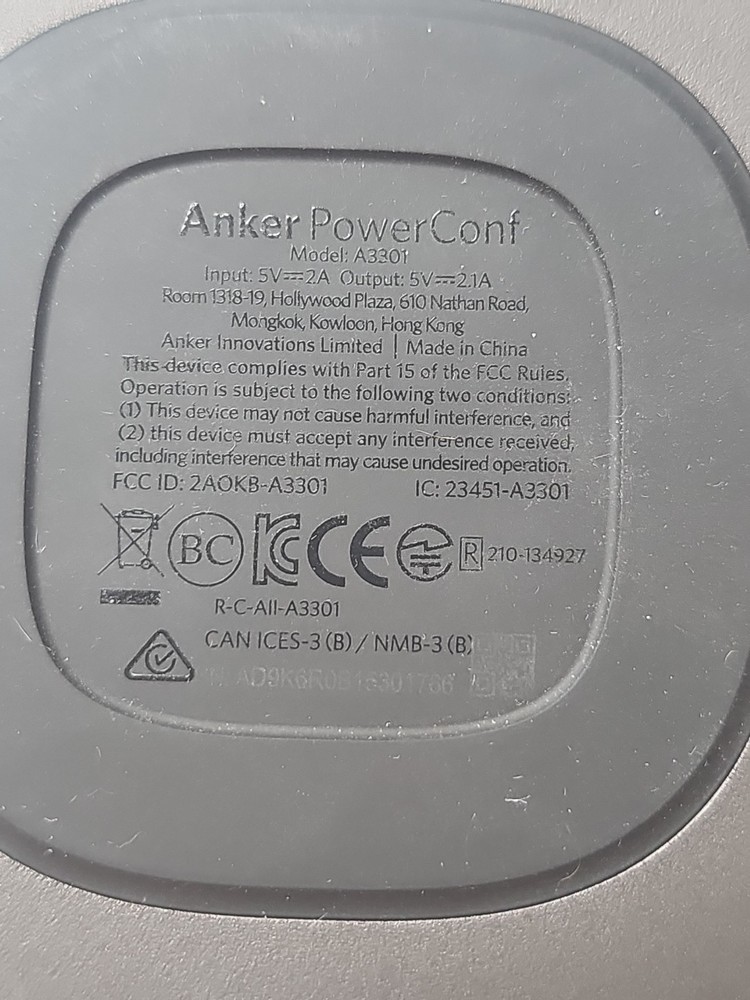 Anker PowerConf
Model: A3301
Input: 5V⎓2A Output: 5V⎓2.1A
Room 1318-19, Hollywood Plaza, 610 Nathan Road,
Mongkok, Kowloon, Hong Kong
Anker Innovations Limited | Made in China
This device complies with Part 15 of the FCC Rules.
Operation is subject to the following two conditions:
(1) This device may not cause harmful interference, and
(2) this device must accept any interference received,
including interference that may cause undesired operation.
FCC ID: 2AOKB-A3301 IC: 23451-A3301
BC KC CE R 210-134927
R-C-AII-A3301
CAN ICES-3 (B) / NMB-3 (B)